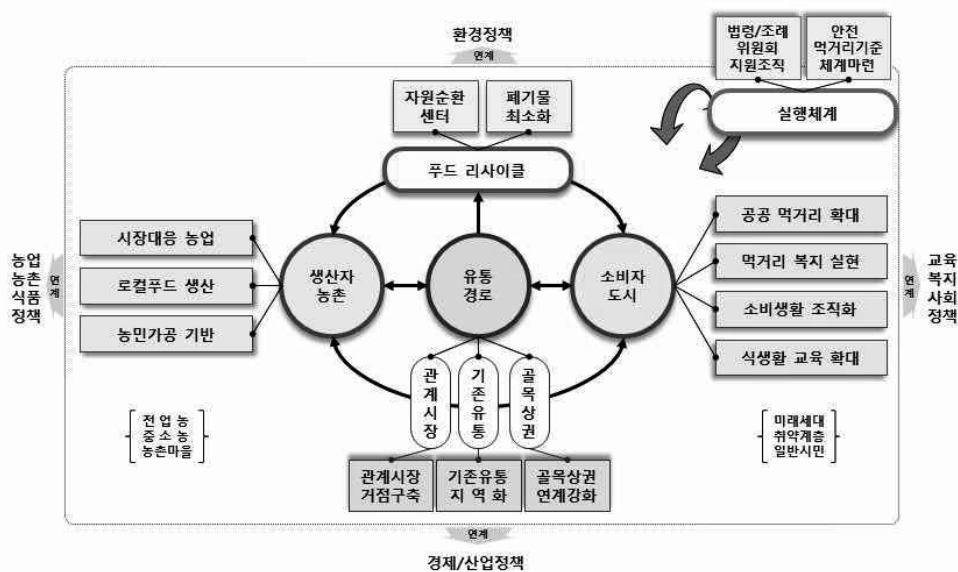 환경정책
연계
법령/조례
위원회
지원조직
안전
먹거리기준
체계마련
실행체계
자원순환
센터
폐기물
최소화
푸드 리사이클
농업
농촌
식품
정책
연계
시장대응 농업
로컬푸드 생산
농민가공 기반
생산자
농촌
유통
경로
소비자
도시
공공 먹거리 확대
먹거리 복지 실현
소비생활 조직화
식생활 교육 확대
연계
교육
복지
사회
정책
관계시장
기존유통
골목상권
전 업 농
중 소 농
농촌마을
미래세대
취약계층
일반시민
관계시장
거점구축
기존유통
지 역 화
골목상권
연계강화
연계
경제/산업정책